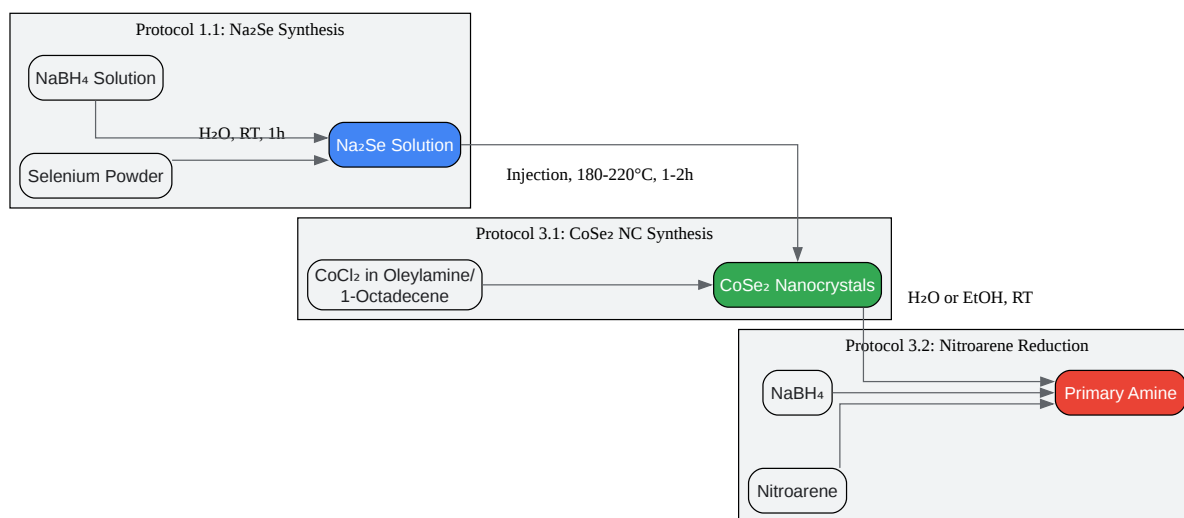 Protocol 1.1: Na₂Se Synthesis
NaBH₄ Solution
H₂O, RT, 1h
Na₂Se Solution
Selenium Powder
Injection, 180-220°C, 1-2h
Protocol 3.1: CoSe₂ NC Synthesis
CoCl₂ in Oleylamine/
1-Octadecene
CoSe₂ Nanocrystals
H₂O or EtOH, RT
Protocol 3.2: Nitroarene Reduction
NaBH₄
Primary Amine
Nitroarene